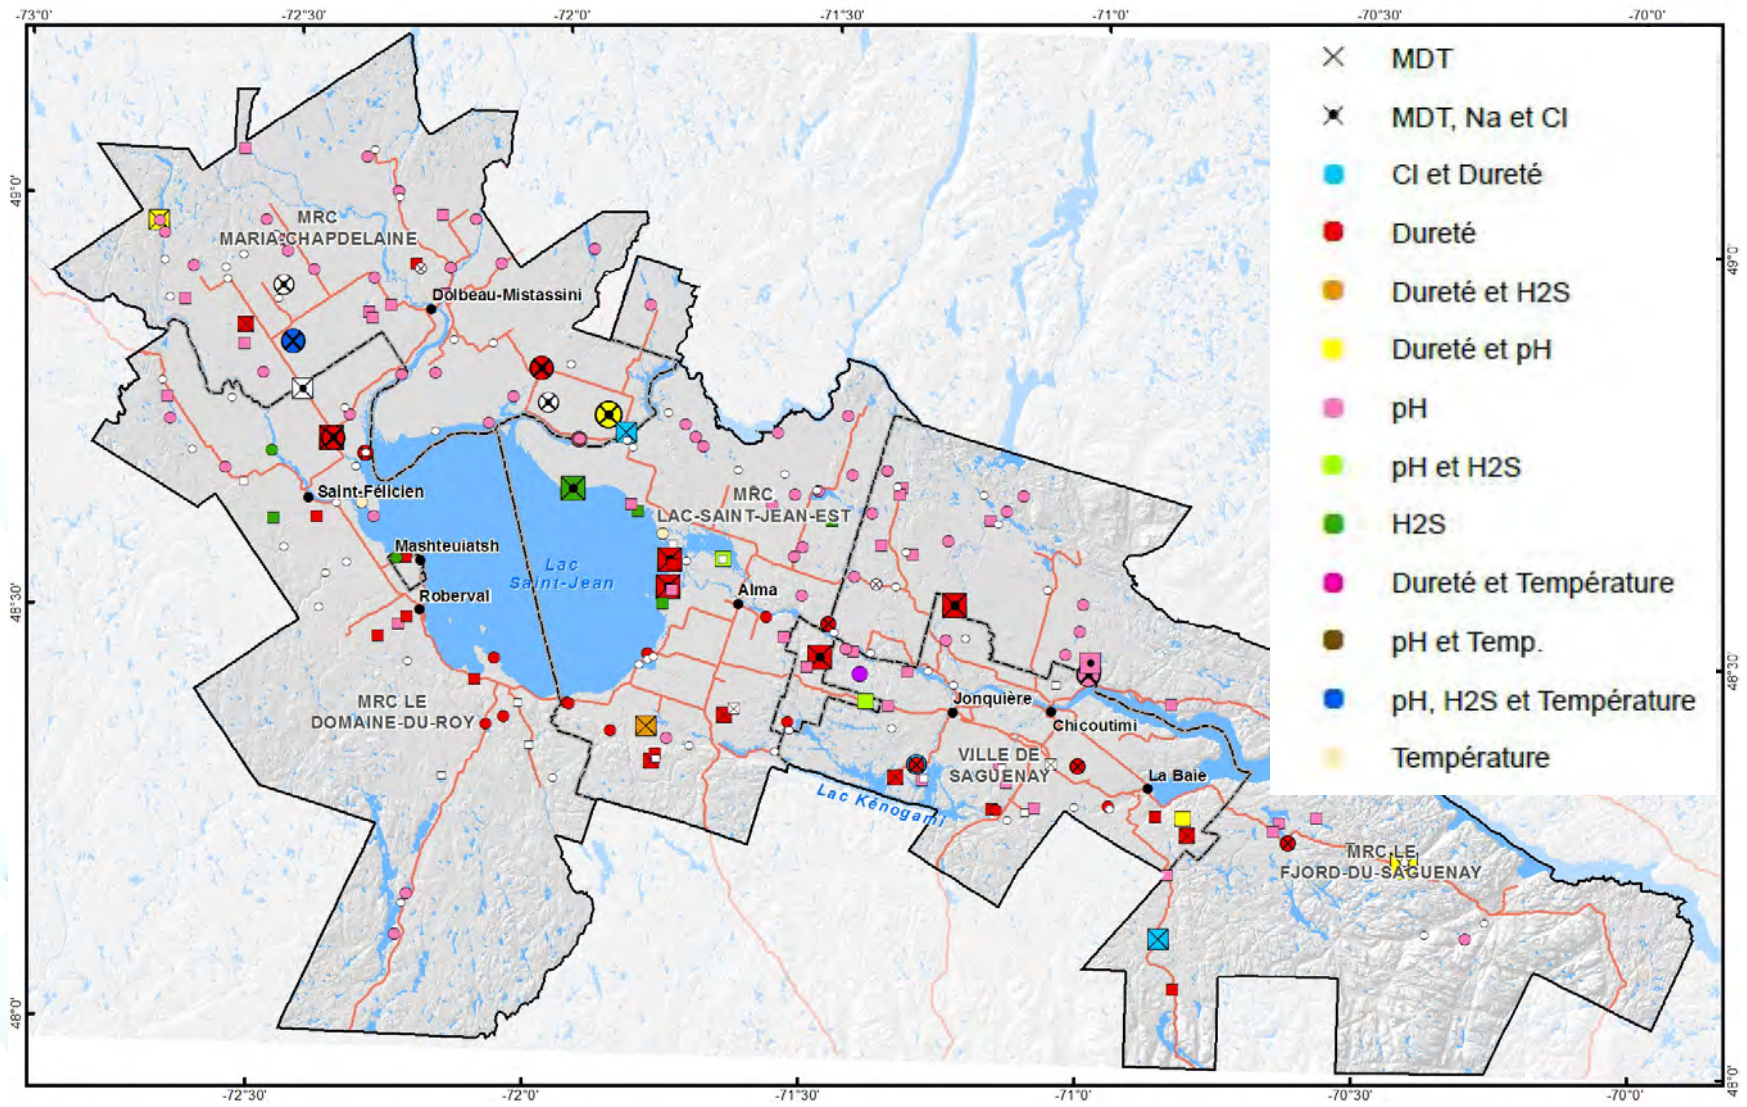 -73°0'
-72°30'
-72°0'
-71°30'
-71°0'
-70°30'
-70°0'
MDT
MDT, Na et Cl
Cl et Dureté
Dureté
Dureté et H2S
Dureté et pH
pH
pH et H2S
H2S
Dureté et Température
pH et Temp.
pH, H2S et Température
Température
49°0'
49°0'
48°30'
48°30'
48°0'
48°0'
MRC
MARIA-CHAPDELAINE
Dolbeau-Mistassini
Saint-Félicien
MRC
LAC-SAINT-JEAN-EST
Mashteuiatsh
Lac
Saint-Jean
Roberval
Alma
MRC LE
DOMAINE-DU-ROY
Jonquière
Chicoutimi
VILLE DE
SAGUENAY
La Baie
Lac Kénogami
MRC LE
FJORD-DU-SAGUENAY
-72°30'
-72°0'
-71°30'
-71°0'
-70°30'
-70°0'